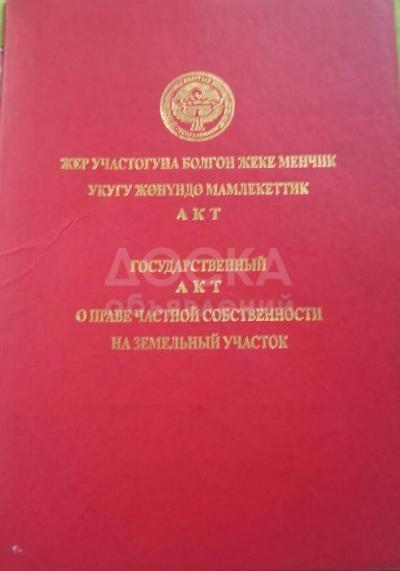 ЖЕР УЧАСТОГУНА БОЛГОН ЖЕКЕ МЕНЧИК
УКУГУ ЖӨНҮНДӨ МАМЛЕКЕТТИК
АКТ
ГОСУДАРСТВЕННЫЙ
АКТ
О ПРАВЕ ЧАСТНОЙ СОБСТВЕННОСТИ
НА ЗЕМЕЛЬНЫЙ УЧАСТОК
ДОСКА
объявлений